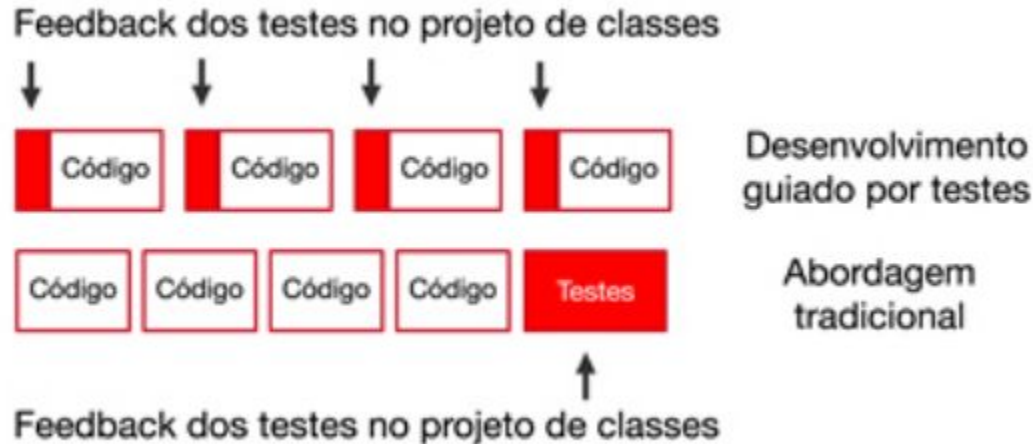 Feedback dos testes no projeto de classes
Código Código Código Código
Desenvolvimento
guiado por testes
Código Código Código Código Testes
Abordagem
tradicional
Feedback dos testes no projeto de classes